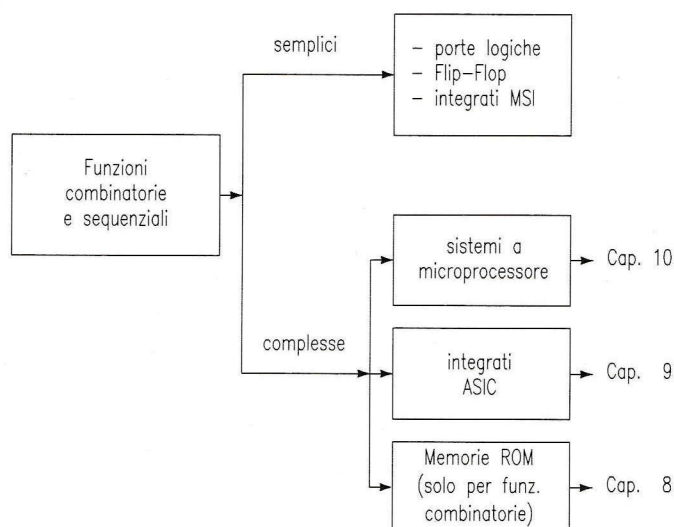 semplici
– porte logiche
– Flip–Flop
– integrati MSI
Funzioni
combinatorie
e sequenziali
sistemi a
microprocessore
Cap. 10
complesse
integrati
ASIC
Cap. 9
Memorie ROM
(solo per funz.
combinatorie)
Cap. 8